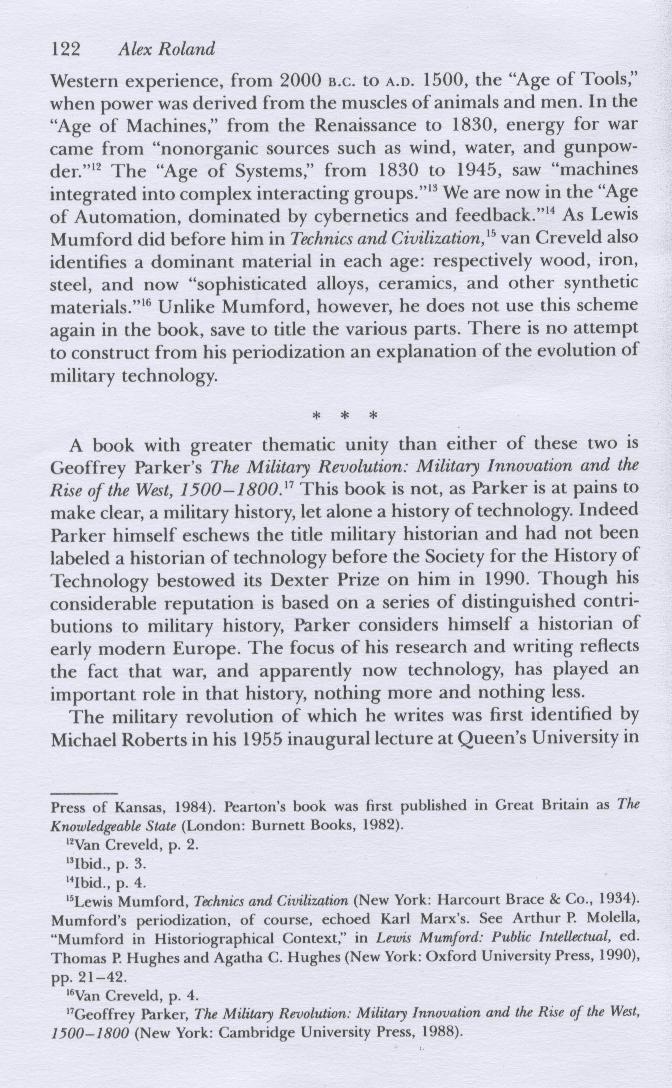 122 Alex Roland
Western experience, from 2000 B.C. to A.D. 1500, the “Age of Tools,”
when power was derived from the muscles of animals and men. In the
“Age of Machines,” from the Renaissance to 1830, energy for war
came from “nonorganic sources such as wind, water, and gunpow-
der.”¹² The “Age of Systems,” from 1830 to 1945, saw “machines
integrated into complex interacting groups.”¹³ We are now in the “Age
of Automation, dominated by cybernetics and feedback.”¹⁴ As Lewis
Mumford did before him in Technics and Civilization,¹⁵ van Creveld also
identifies a dominant material in each age: respectively wood, iron,
steel, and now “sophisticated alloys, ceramics, and other synthetic
materials.”¹⁶ Unlike Mumford, however, he does not use this scheme
again in the book, save to title the various parts. There is no attempt
to construct from his periodization an explanation of the evolution of
military technology.
* * *
A book with greater thematic unity than either of these two is
Geoffrey Parker’s The Military Revolution: Military Innovation and the
Rise of the West, 1500–1800.¹⁷ This book is not, as Parker is at pains to
make clear, a military history, let alone a history of technology. Indeed
Parker himself eschews the title military historian and had not been
labeled a historian of technology before the Society for the History of
Technology bestowed its Dexter Prize on him in 1990. Though his
considerable reputation is based on a series of distinguished contri-
butions to military history, Parker considers himself a historian of
early modern Europe. The focus of his research and writing reflects
the fact that war, and apparently now technology, has played an
important role in that history, nothing more and nothing less.
The military revolution of which he writes was first identified by
Michael Roberts in his 1955 inaugural lecture at Queen’s University in
Press of Kansas, 1984). Pearton’s book was first published in Great Britain as The
Knowledgeable State (London: Burnett Books, 1982).
¹²Van Creveld, p. 2.
¹³Ibid., p. 3.
¹⁴Ibid., p. 4.
¹⁵Lewis Mumford, Technics and Civilization (New York: Harcourt Brace & Co., 1934).
Mumford’s periodization, of course, echoed Karl Marx’s. See Arthur P. Molella,
“Mumford in Historiographical Context,” in Lewis Mumford: Public Intellectual, ed.
Thomas P. Hughes and Agatha C. Hughes (New York: Oxford University Press, 1990),
pp. 21–42.
¹⁶Van Creveld, p. 4.
¹⁷Geoffrey Parker, The Military Revolution: Military Innovation and the Rise of the West,
1500–1800 (New York: Cambridge University Press, 1988).